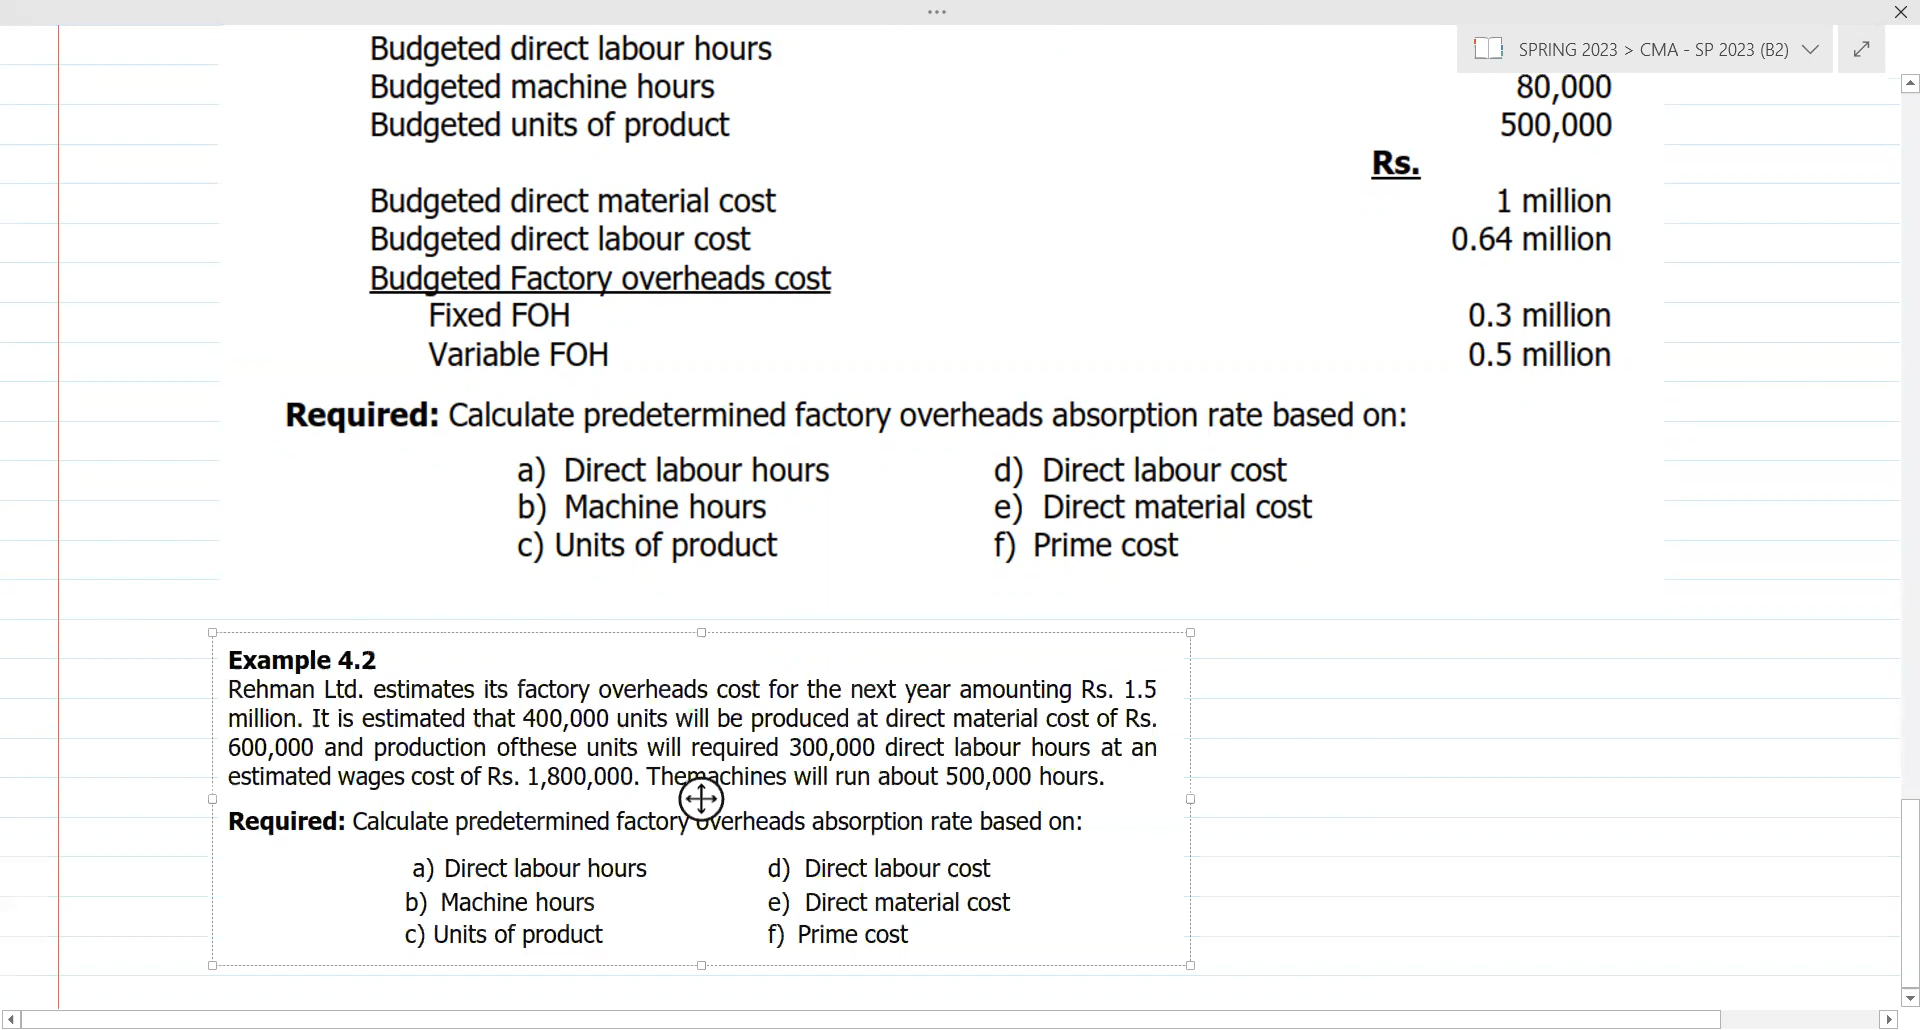 SPRING 2023 > CMA - SP 2023 (B2)
Budgeted direct labour hours
Budgeted machine hours 80,000
Budgeted units of product 500,000
Rs.
Budgeted direct material cost 1 million
Budgeted direct labour cost 0.64 million
Budgeted Factory overheads cost
Fixed FOH 0.3 million
Variable FOH 0.5 million
Required: Calculate predetermined factory overheads absorption rate based on:
a) Direct labour hours d) Direct labour cost
b) Machine hours e) Direct material cost
c) Units of product f) Prime cost
Example 4.2
Rehman Ltd. estimates its factory overheads cost for the next year amounting Rs. 1.5
million. It is estimated that 400,000 units will be produced at direct material cost of Rs.
600,000 and production ofthese units will required 300,000 direct labour hours at an
estimated wages cost of Rs. 1,800,000. Themachines will run about 500,000 hours.
Required: Calculate predetermined factory overheads absorption rate based on:
a) Direct labour hours d) Direct labour cost
b) Machine hours e) Direct material cost
c) Units of product f) Prime cost